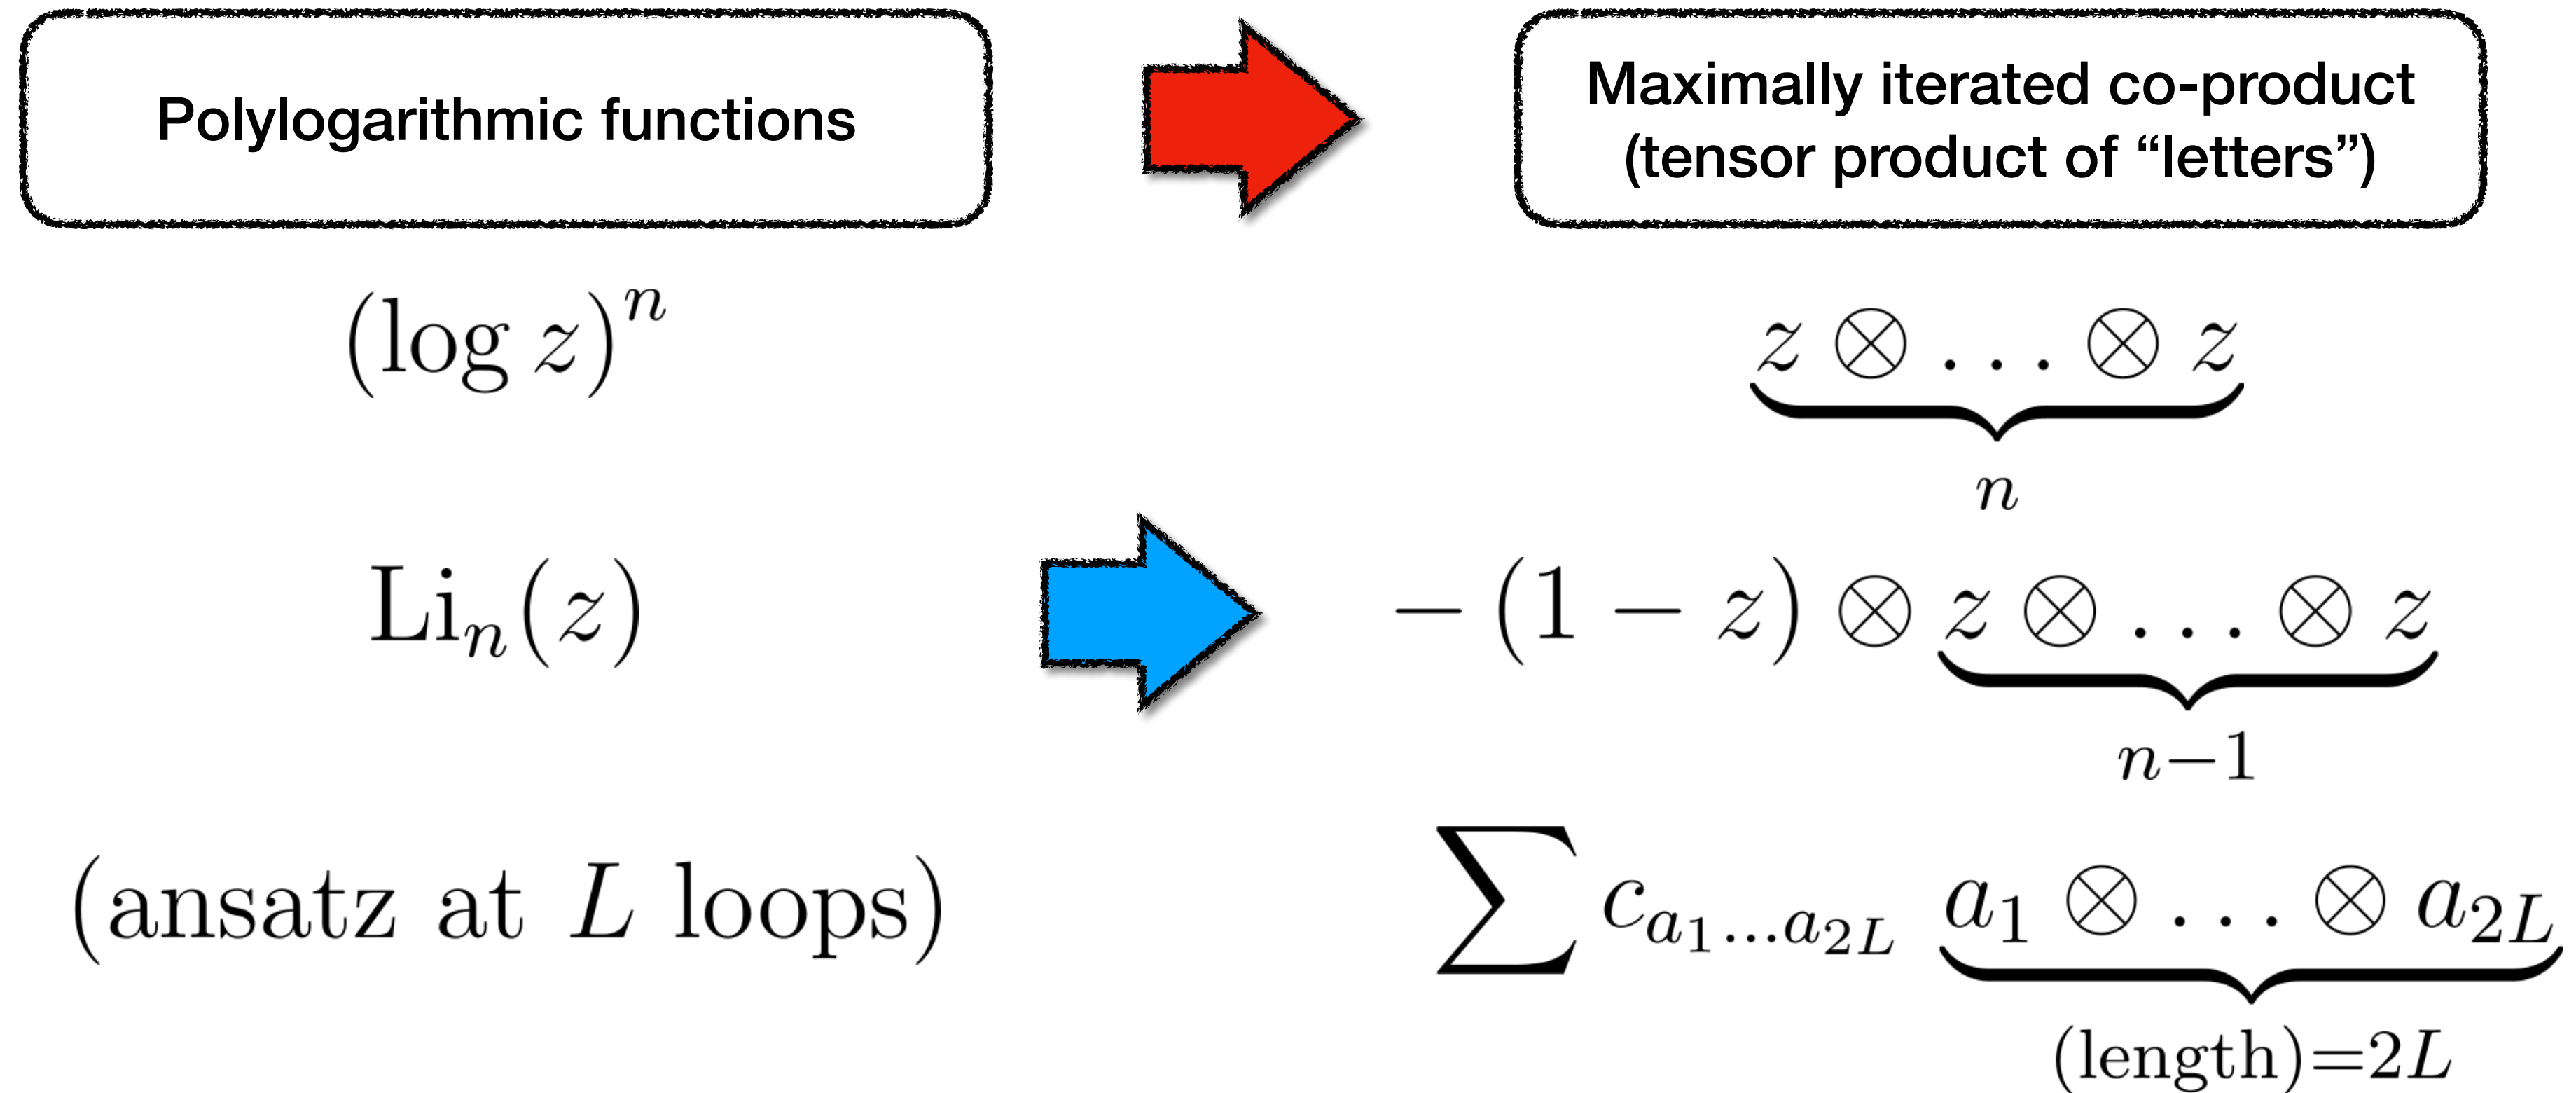 Polylogarithmic functions
Maximally iterated co-product
(tensor product of “letters”)
(log z)^n
z ⊗ . . . ⊗ z
n
Li_n(z)
− (1 − z) ⊗ z ⊗ . . . ⊗ z
n−1
(ansatz at L loops)
∑ c_{a_1...a_{2L}} a_1 ⊗ . . . ⊗ a_{2L}
(length)=2L